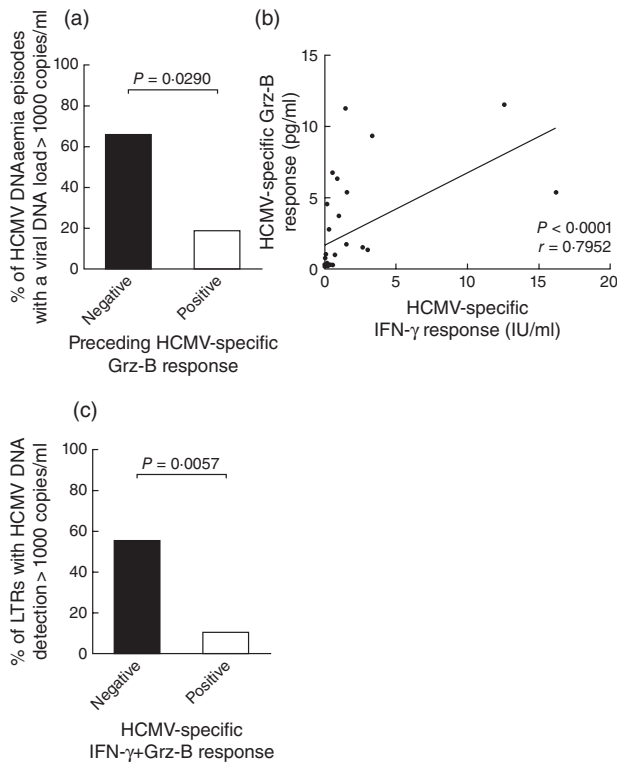 (a)
% of HCMV DNAaemia episodes
with a viral DNA load > 1000 copies/ml
100
80
60
40
20
0
P = 0·0290
Negative
Positive
Preceding HCMV-specific
Grz-B response
(b)
HCMV-specific Grz-B
response (pg/ml)
15
10
5
0
P < 0·0001
r = 0·7952
0
5
10
15
20
HCMV-specific
IFN-γ response (IU/ml)
(c)
% of LTRs with HCMV DNA
detection > 1000 copies/ml
100
80
60
40
20
0
P = 0·0057
Negative
Positive
HCMV-specific
IFN-γ+Grz-B response